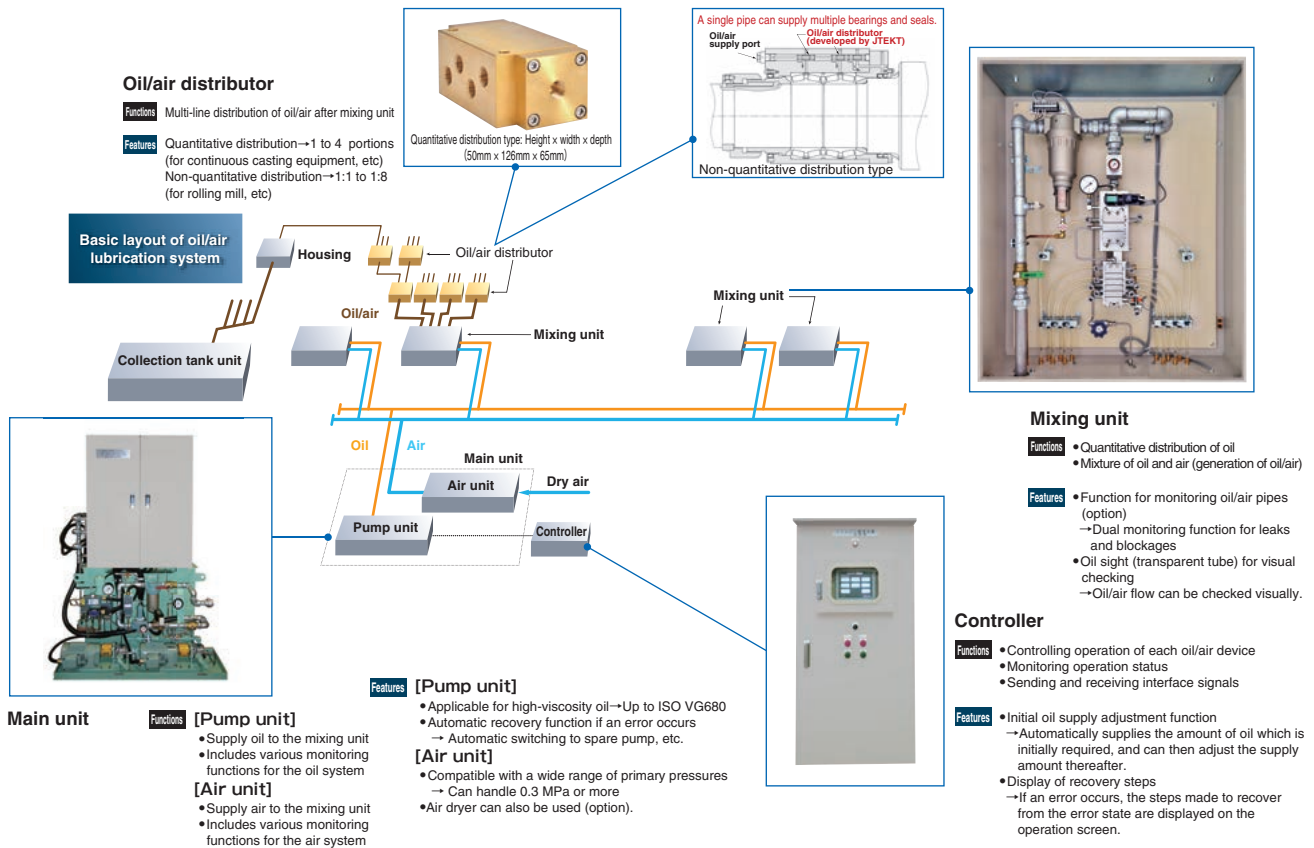 Oil/air distributor
Functions Multi-line distribution of oil/air after mixing unit
Features Quantitative distribution→1 to 4 portions
(for continuous casting equipment, etc)
Non-quantitative distribution→1:1 to 1:8
(for rolling mill, etc)
Quantitative distribution type: Height × width × depth
(50mm x 126mm x 65mm)
A single pipe can supply multiple bearings and seals.
Oil/air
supply port
Oil/air distributor
(developed by JTEKT)
Non-quantitative distribution type
Basic layout of oil/air
lubrication system
Housing
Oil/air distributor
Oil/air
Mixing unit
Mixing unit
Collection tank unit
Oil
Air
Main unit
Air unit
Dry air
Pump unit
Controller
Mixing unit
Functions •Quantitative distribution of oil
•Mixture of oil and air (generation of oil/air)
Features •Function for monitoring oil/air pipes
(option)
→Dual monitoring function for leaks
and blockages
•Oil sight (transparent tube) for visual
checking
→Oil/air flow can be checked visually.
Controller
Functions •Controlling operation of each oil/air device
•Monitoring operation status
•Sending and receiving interface signals
Features •Initial oil supply adjustment function
→Automatically supplies the amount of oil which is
initially required, and can then adjust the supply
amount thereafter.
•Display of recovery steps
→If an error occurs, the steps made to recover
from the error state are displayed on the
operation screen.
Main unit
Functions [Pump unit]
•Supply oil to the mixing unit
•Includes various monitoring
functions for the oil system
[Air unit]
•Supply air to the mixing unit
•Includes various monitoring
functions for the air system
Features [Pump unit]
•Applicable for high-viscosity oil→Up to ISO VG680
•Automatic recovery function if an error occurs
→ Automatic switching to spare pump, etc.
[Air unit]
•Compatible with a wide range of primary pressures
→ Can handle 0.3 MPa or more
•Air dryer can also be used (option).